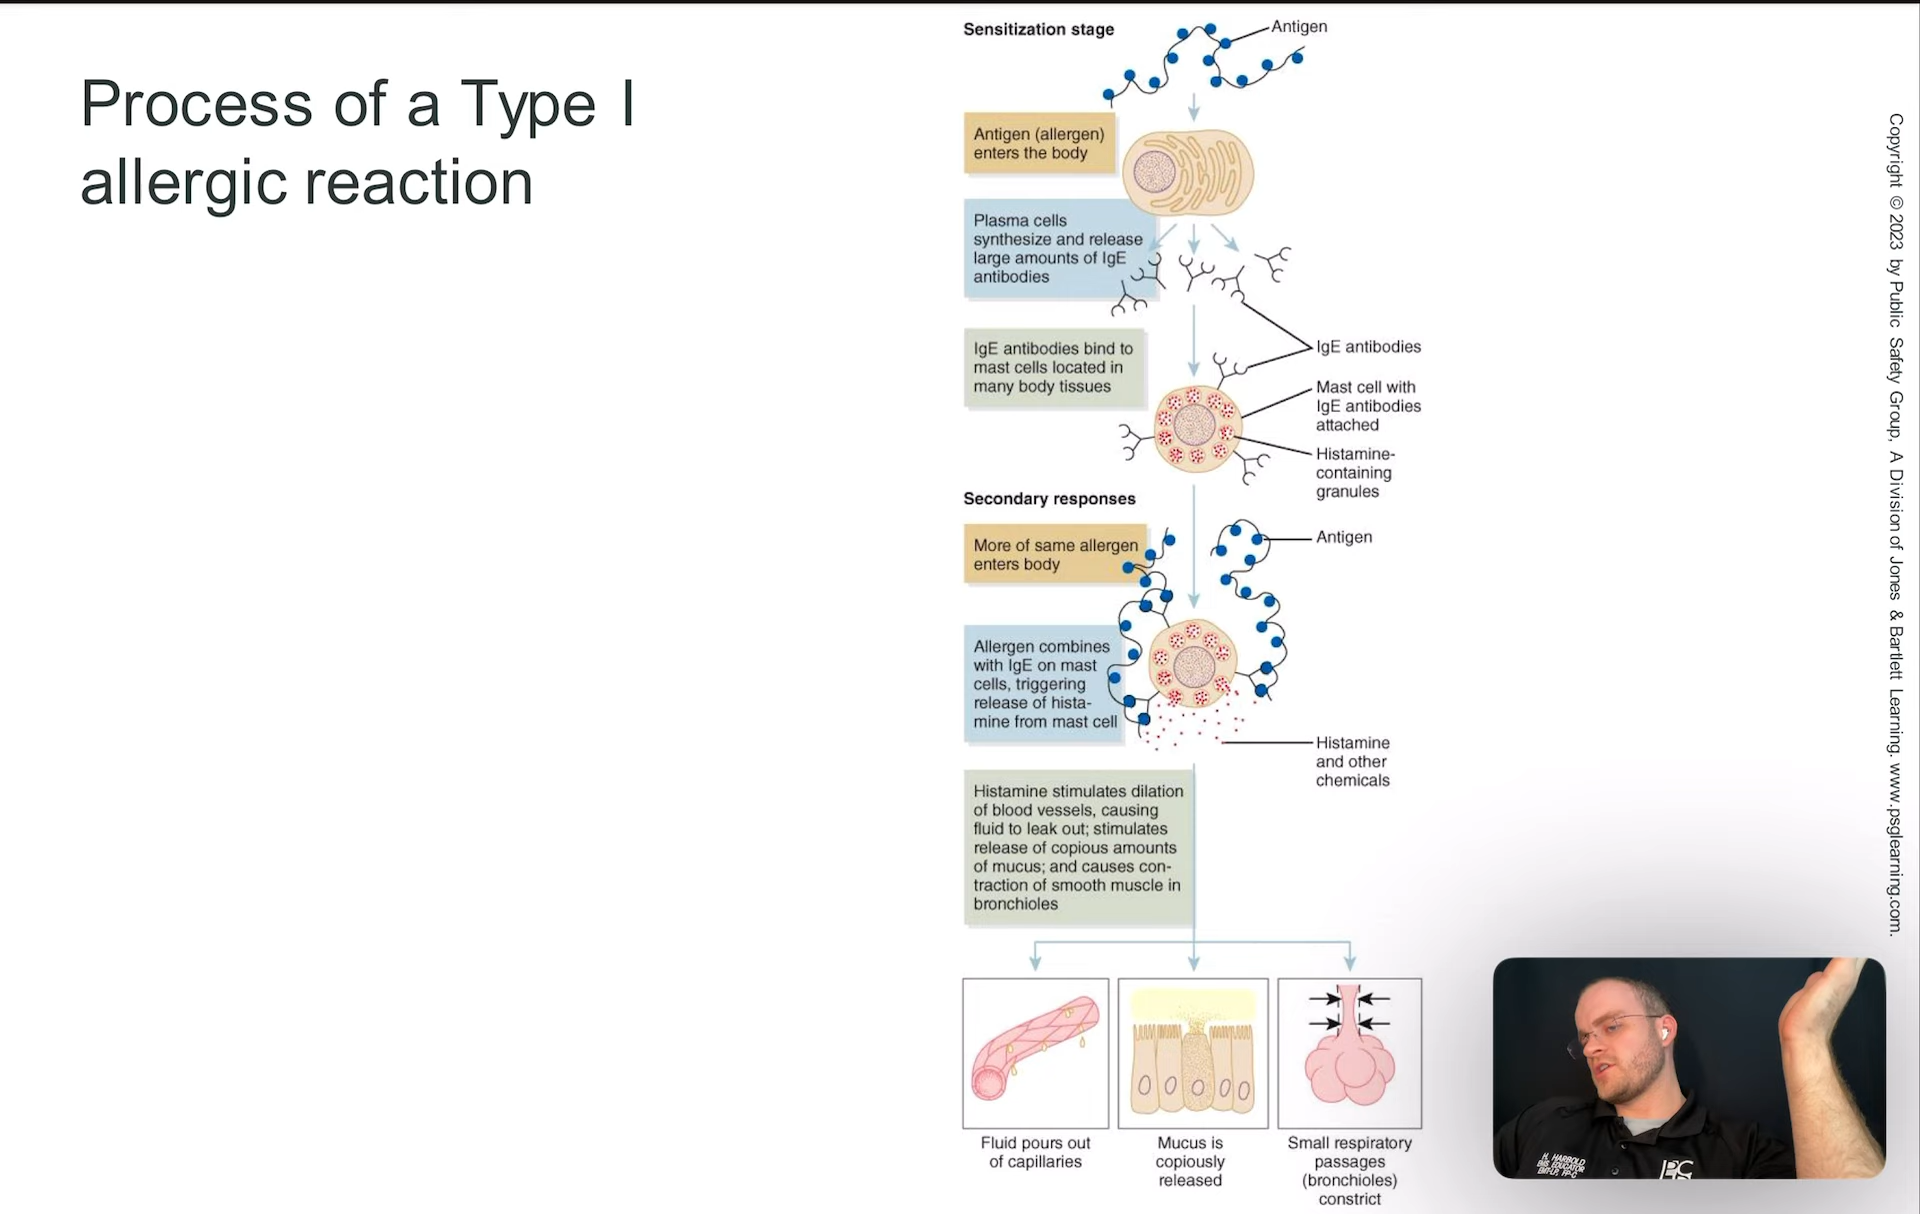 Process of a Type I
allergic reaction
Sensitization stage
Antigen
Antigen (allergen)
enters the body
Plasma cells
synthesize and release
large amounts of IgE
antibodies
IgE antibodies bind to
mast cells located in
many body tissues
IgE antibodies
Mast cell with
IgE antibodies
attached
Histamine-
containing
granules
Secondary responses
More of same allergen
enters body
Antigen
Allergen combines
with IgE on mast
cells, triggering
release of hista-
mine from mast cell
Histamine
and other
chemicals
Histamine stimulates dilation
of blood vessels, causing
fluid to leak out; stimulates
release of copious amounts
of mucus; and causes con-
traction of smooth muscle in
bronchioles
Fluid pours out
of capillaries
Mucus is
copiously
released
Small respiratory
passages
(bronchioles)
constrict
Copyright © 2023 by Public Safety Group, A Division of Jones & Bartlett Learning. www.psglearning.com.
H. HARBOLD
EMS EDUCATOR
EMT-LP, FP-C